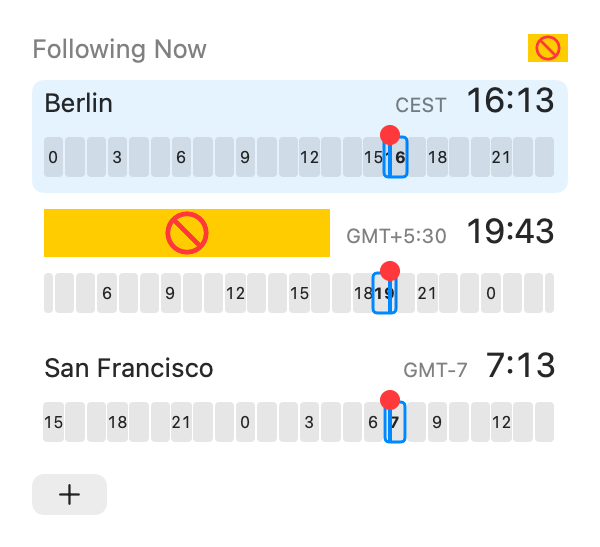 Following Now
Berlin CEST 16:13
0 3 6 9 12 15 16 18 21
GMT+5:30 19:43
6 9 12 15 18 19 21 0
San Francisco GMT-7 7:13
15 18 21 0 3 6 7 9 12
+